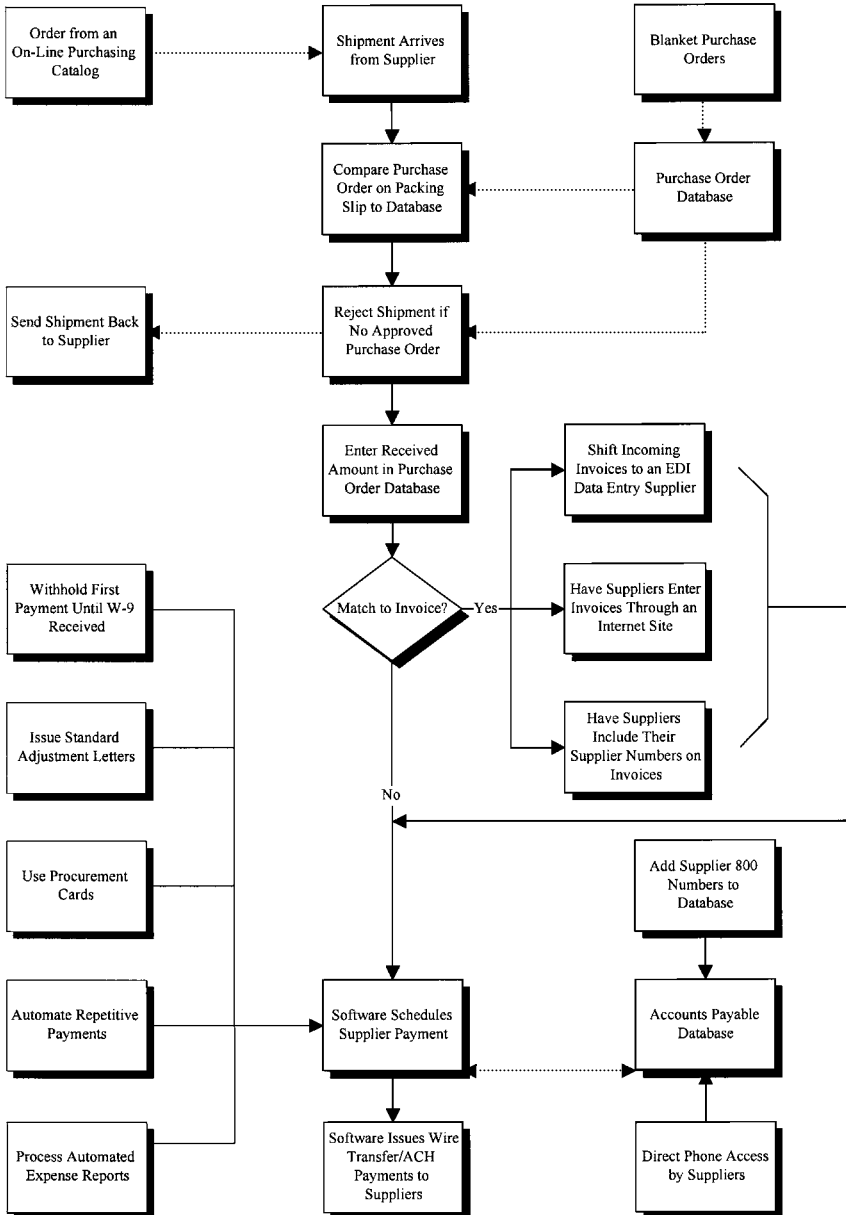 Order from an
On-Line Purchasing
Catalog
Shipment Arrives
from Supplier
Blanket Purchase
Orders
Compare Purchase
Order on Packing
Slip to Database
Purchase Order
Database
Send Shipment Back
to Supplier
Reject Shipment if
No Approved
Purchase Order
Enter Received
Amount in Purchase
Order Database
Shift Incoming
Invoices to an EDI
Data Entry Supplier
Withhold First
Payment Until W-9
Received
Match to Invoice?
Yes
Have Suppliers Enter
Invoices Through an
Internet Site
Issue Standard
Adjustment Letters
Have Suppliers
Include Their
Supplier Numbers on
Invoices
No
Use Procurement
Cards
Add Supplier 800
Numbers to
Database
Automate Repetitive
Payments
Software Schedules
Supplier Payment
Accounts Payable
Database
Process Automated
Expense Reports
Software Issues Wire
Transfer/ACH
Payments to
Suppliers
Direct Phone Access
by Suppliers